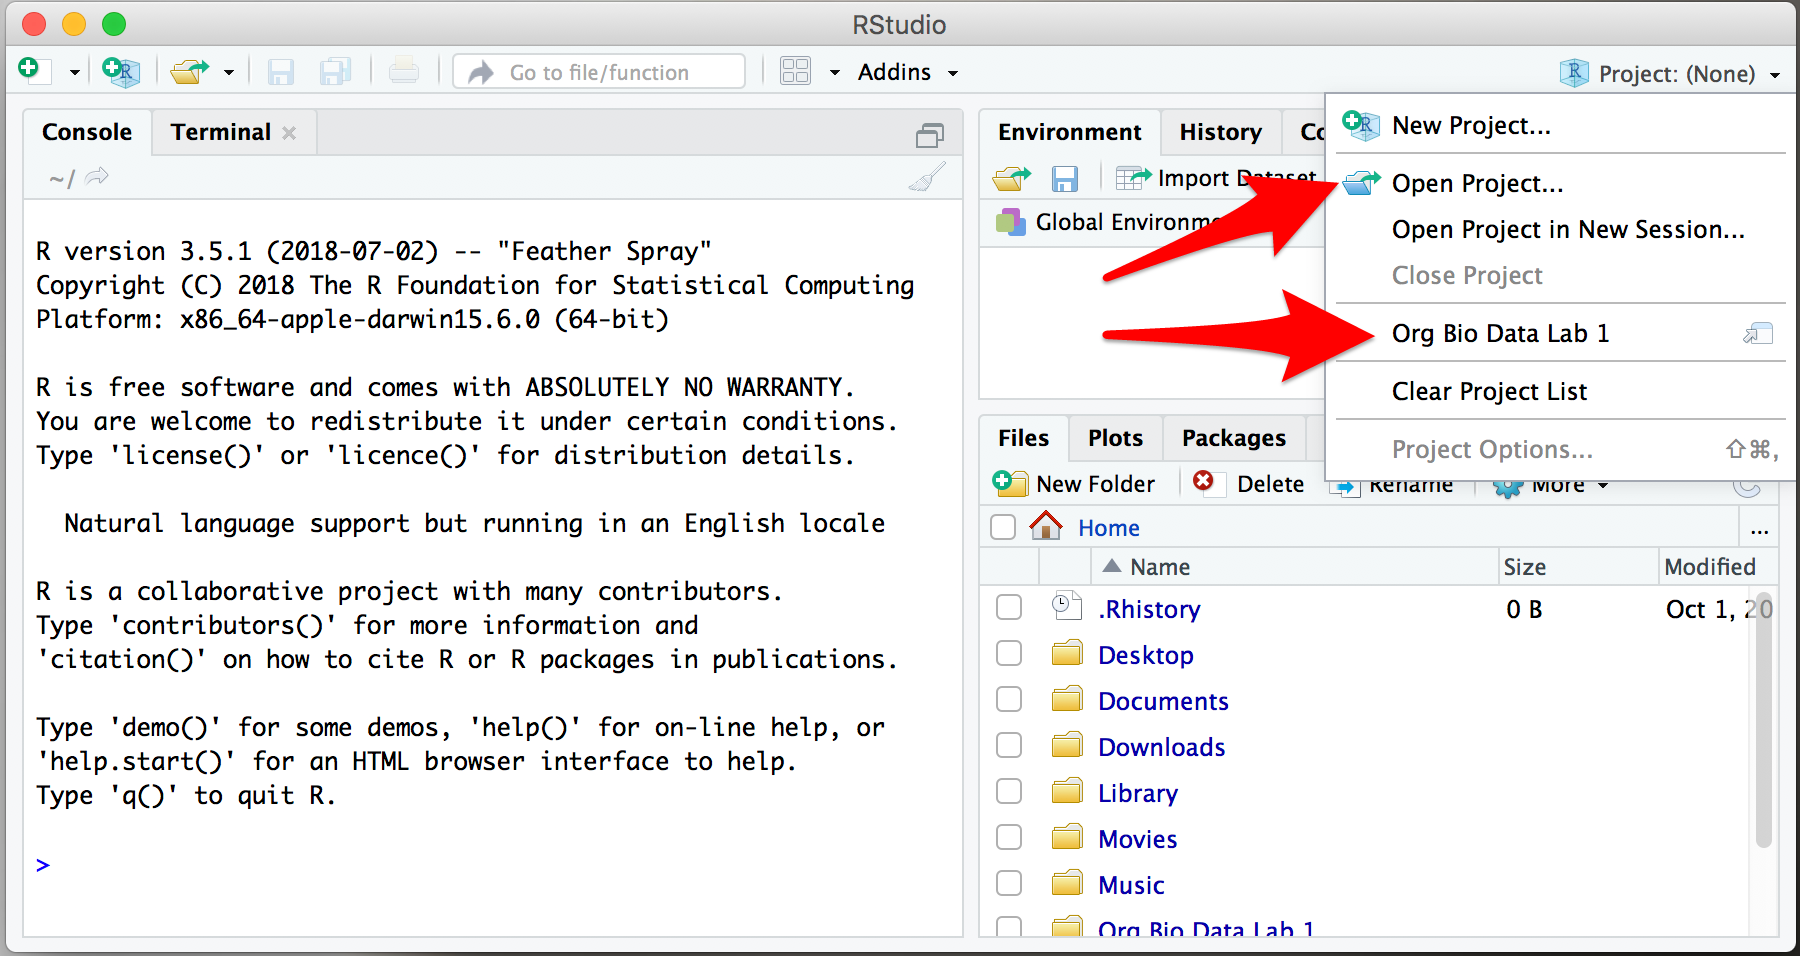 RStudio
Go to file/function
Addins
Project: (None)
Console
Terminal
~/
R version 3.5.1 (2018-07-02) -- "Feather Spray"
Copyright (C) 2018 The R Foundation for Statistical Computing
Platform: x86_64-apple-darwin15.6.0 (64-bit)
R is free software and comes with ABSOLUTELY NO WARRANTY.
You are welcome to redistribute it under certain conditions.
Type 'license()' or 'licence()' for distribution details.
Natural language support but running in an English locale
R is a collaborative project with many contributors.
Type 'contributors()' for more information and
'citation()' on how to cite R or R packages in publications.
Type 'demo()' for some demos, 'help()' for on-line help, or
'help.start()' for an HTML browser interface to help.
Type 'q()' to quit R.
>
Environment
History
Co
Import Dataset
Global Environme
New Project...
Open Project...
Open Project in New Session...
Close Project
Org Bio Data Lab 1
Clear Project List
Project Options...
⇧⌘,
Files
Plots
Packages
New Folder
Delete
Rename
More
Home
...
Name
Size
Modified
.Rhistory
0 B
Oct 1, 20
Desktop
Documents
Downloads
Library
Movies
Music
Org Bio Data Lab 1